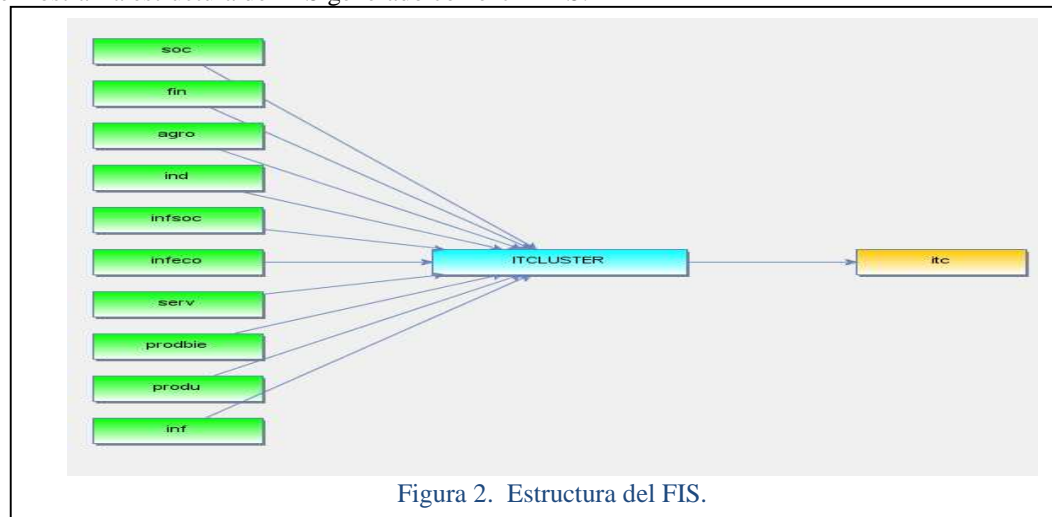 soc
fin
agro
ind
infsoc
infeco
ITCLUSTER
itc
serv
prodbie
produ
inf
Figura 2. Estructura del FIS.